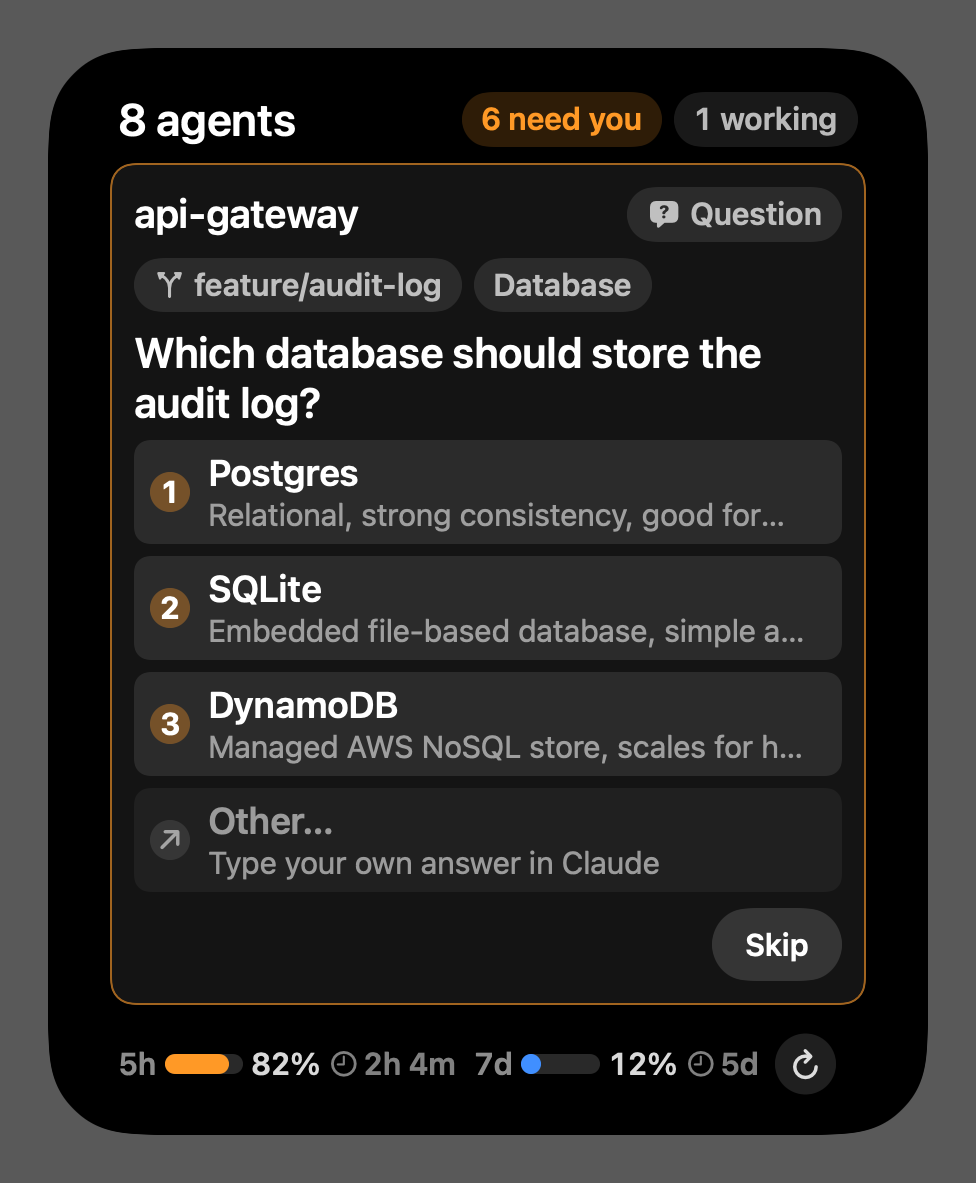 8 agents
6 need you
1 working
api-gateway
Question
feature/audit-log
Database
Which database should store the
audit log?
1
Postgres
Relational, strong consistency, good for...
2
SQLite
Embedded file-based database, simple a...
3
DynamoDB
Managed AWS NoSQL store, scales for h...
Other...
Type your own answer in Claude
Skip
5h 82% 2h 4m 7d 12% 5d